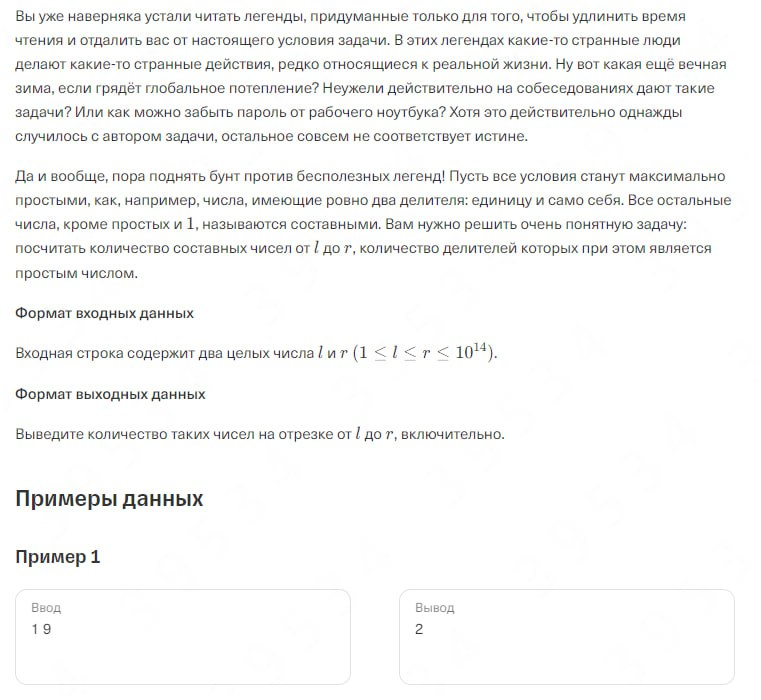 Вы уже наверняка устали читать легенды, придуманные только для того, чтобы удлинить время
чтения и отдалить вас от настоящего условия задачи. В этих легендах какие-то странные люди
делают какие-то странные действия, редко относящиеся к реальной жизни. Ну вот какая ещё вечная
зима, если грядёт глобальное потепление? Неужели действительно на собеседованиях дают такие
задачи? Или как можно забыть пароль от рабочего ноутбука? Хотя это действительно однажды
случилось с автором задачи, остальное совсем не соответствует истине.
Да и вообще, пора поднять бунт против бесполезных легенд! Пусть все условия станут максимально
простыми, как, например, числа, имеющие ровно два делителя: единицу и само себя. Все остальные
числа, кроме простых и 1, называются составными. Вам нужно решить очень понятную задачу:
посчитать количество составных чисел от l до r, количество делителей которых при этом является
простым числом.
Формат входных данных
Входная строка содержит два целых числа l и r (1 ≤ l ≤ r ≤ 10¹⁴).
Формат выходных данных
Выведите количество таких чисел на отрезке от l до r, включительно.
Примеры данных
Пример 1
Ввод
1 9
Вывод
2